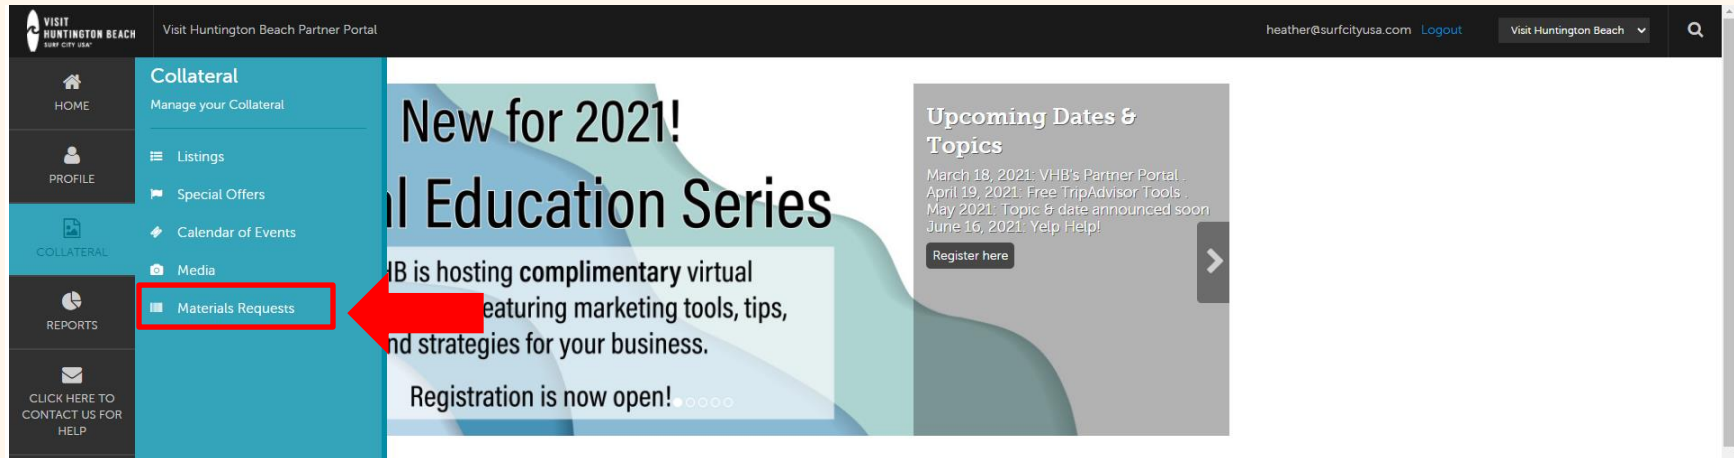 VISIT
HUNTINGTON BEACH
SURF CITY USA
Visit Huntington Beach Partner Portal
heather@surfcityusa.com Logout
Visit Huntington Beach
HOME
PROFILE
COLLATERAL
REPORTS
CLICK HERE TO
CONTACT US FOR
HELP
Collateral
Manage your Collateral
Listings
Special Offers
Calendar of Events
Media
Materials Requests
New for 2021!
l Education Series
HB is hosting complimentary virtual
eaturing marketing tools, tips,
nd strategies for your business.
Registration is now open!
Upcoming Dates &
Topics
March 18, 2021: VHB's Partner Portal .
April 19, 2021: Free TripAdvisor Tools .
May 2021: Topic & date announced soon
June 16, 2021: Yelp Help!
Register here